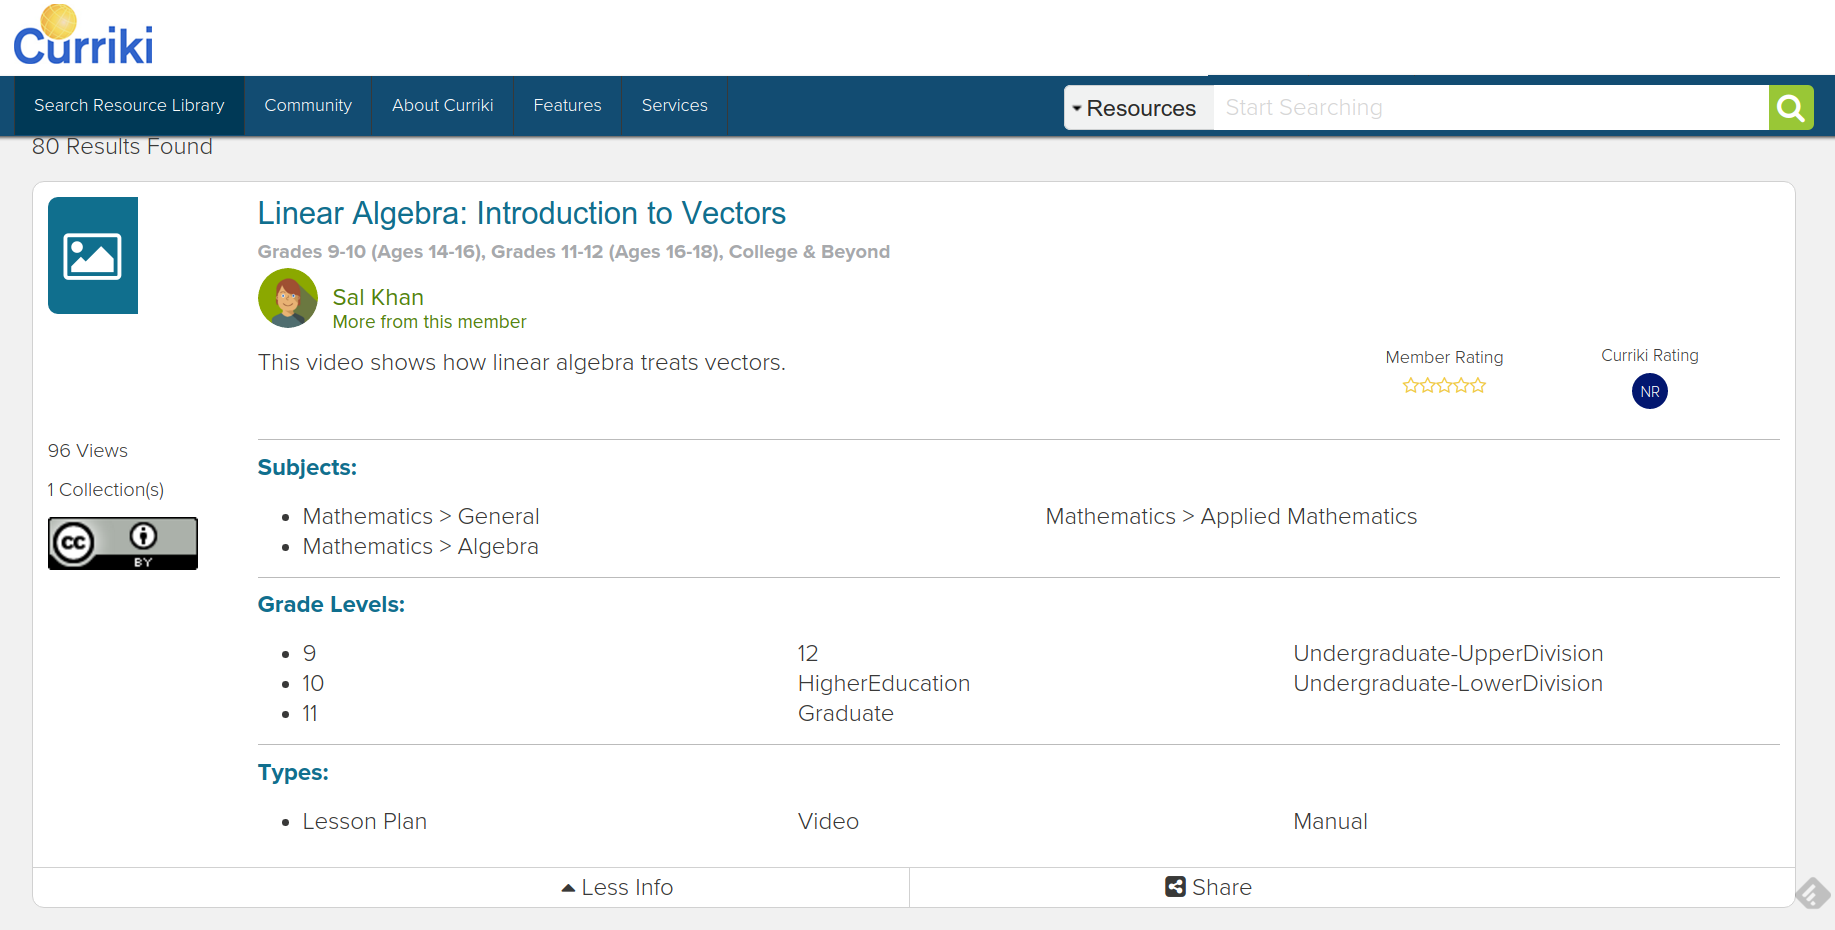 Curriki
Search Resource Library Community About Curriki Features Services Resources Start Searching
80 Results Found
Linear Algebra: Introduction to Vectors
Grades 9-10 (Ages 14-16), Grades 11-12 (Ages 16-18), College & Beyond
Sal Khan
More from this member
This video shows how linear algebra treats vectors.
Member Rating Curriki Rating
NR
96 Views
1 Collection(s)
cc
BY
Subjects:
Mathematics > General Mathematics > Applied Mathematics
Mathematics > Algebra
Grade Levels:
9 12 Undergraduate-UpperDivision
10 HigherEducation Undergraduate-LowerDivision
11 Graduate
Types:
Lesson Plan Video Manual
Less Info Share